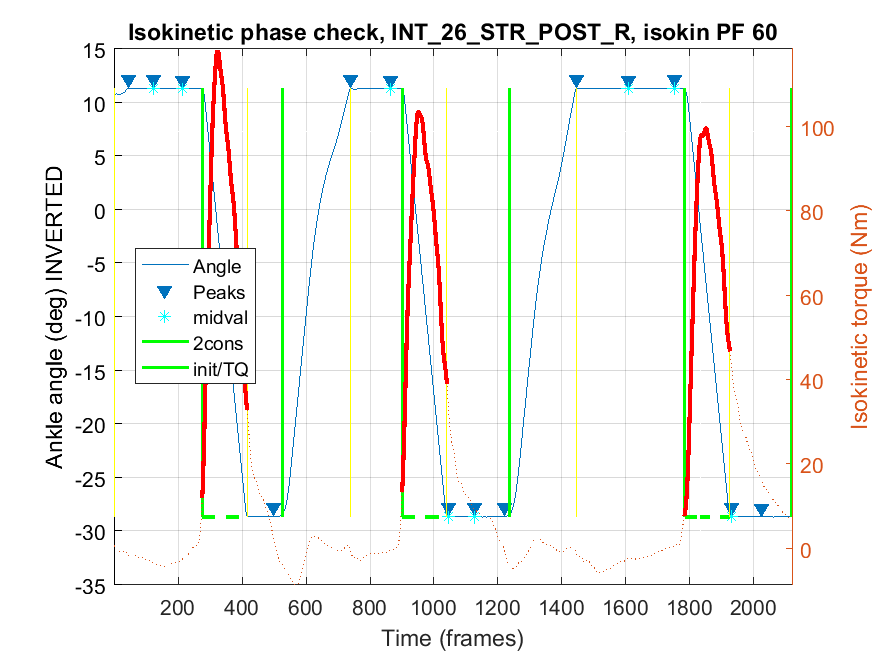 Isokinetic phase check, INT_26_STR_POST_R, isokin PF 60
Ankle angle (deg) INVERTED
15
10
5
0
-5
-10
-15
-20
-25
-30
-35
Angle
Peaks
midval
2cons
init/TQ
100
80
60
40
20
0
Isokinetic torque (Nm)
200 400 600 800 1000 1200 1400 1600 1800 2000
Time (frames)